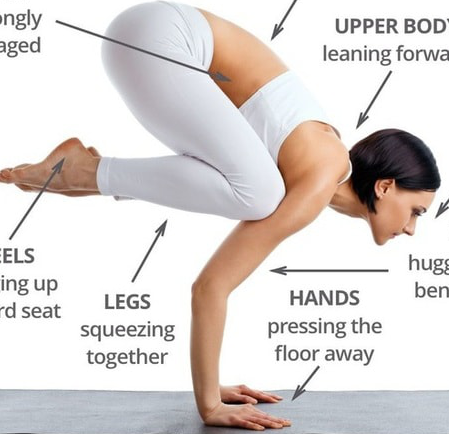 ongly
aged
UPPER BODY
leaning forwa
EELS
ing up
rd seat
LEGS
squeezing
together
HANDS
pressing the
floor away
hugg
ben